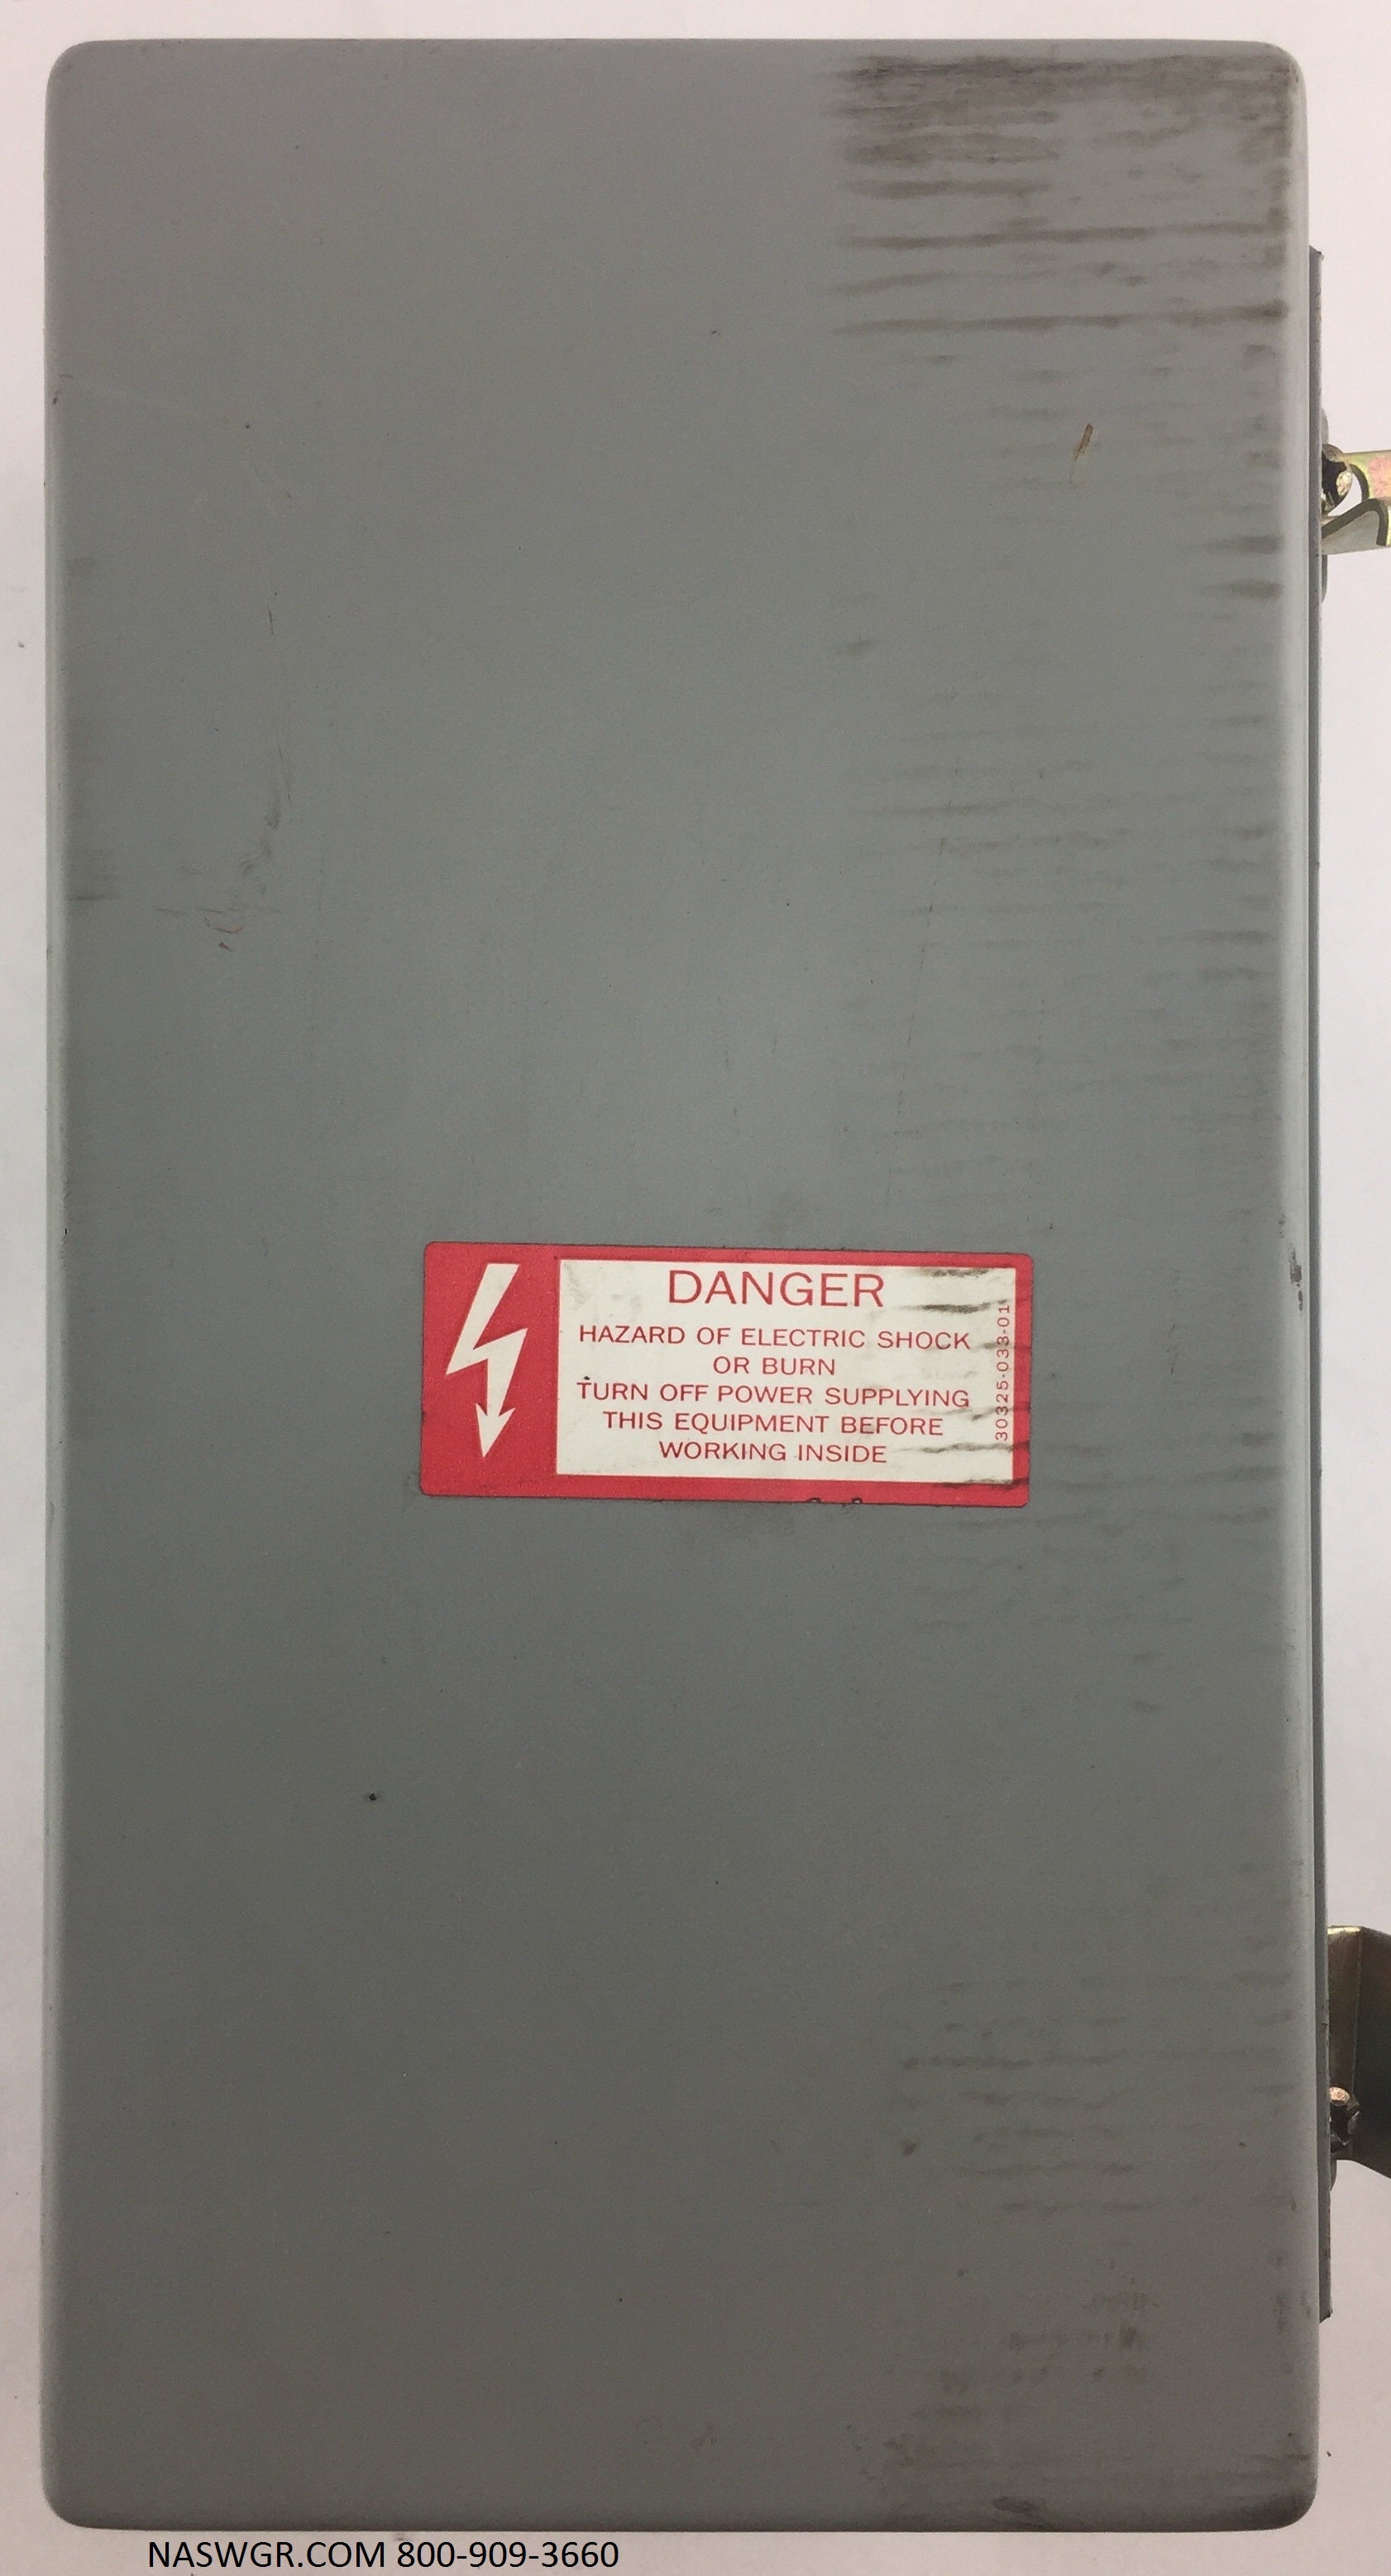 DANGER
HAZARD OF ELECTRIC SHOCK
OR BURN
TURN OFF POWER SUPPLYING
THIS EQUIPMENT BEFORE
WORKING INSIDE
30325-033-01
NASWGR.COM 800-909-3660